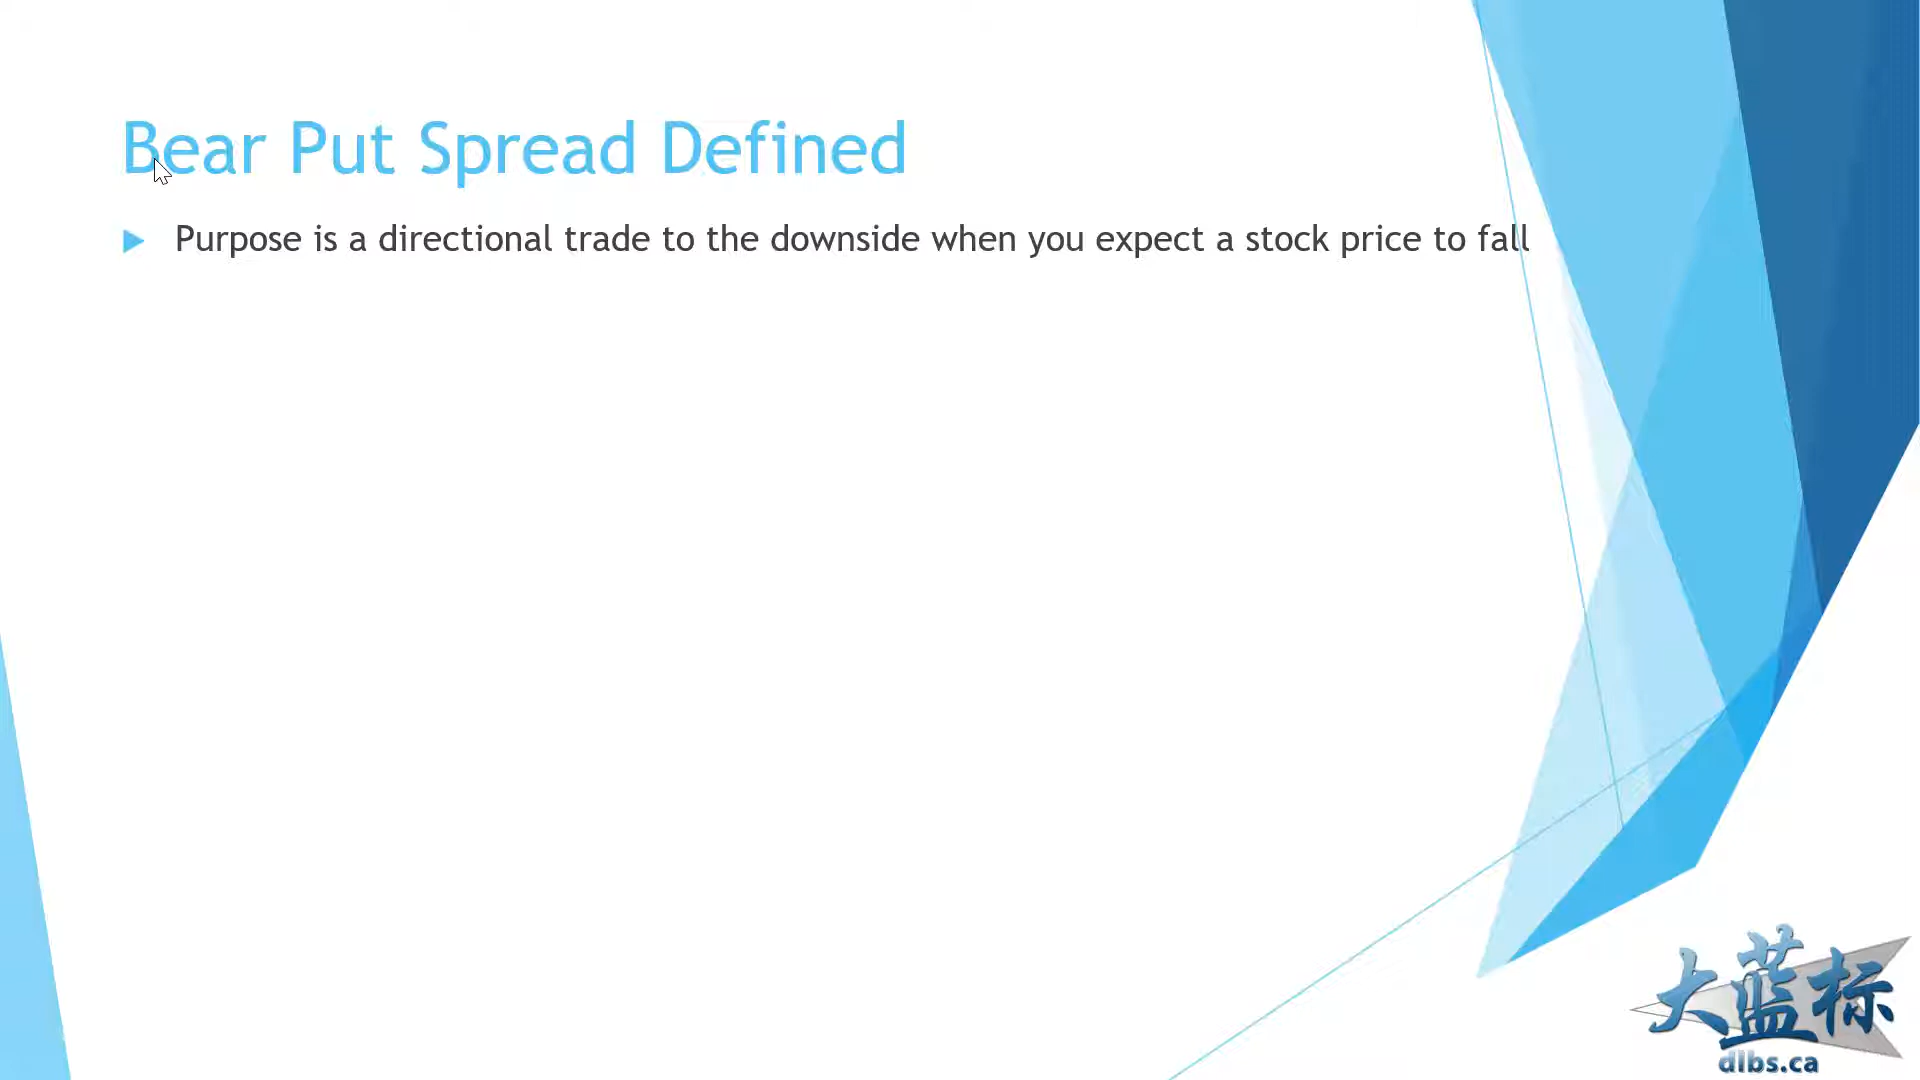 Bear Put Spread Defined
Purpose is a directional trade to the downside when you expect a stock price to fall
大蓝标
dlbs.ca